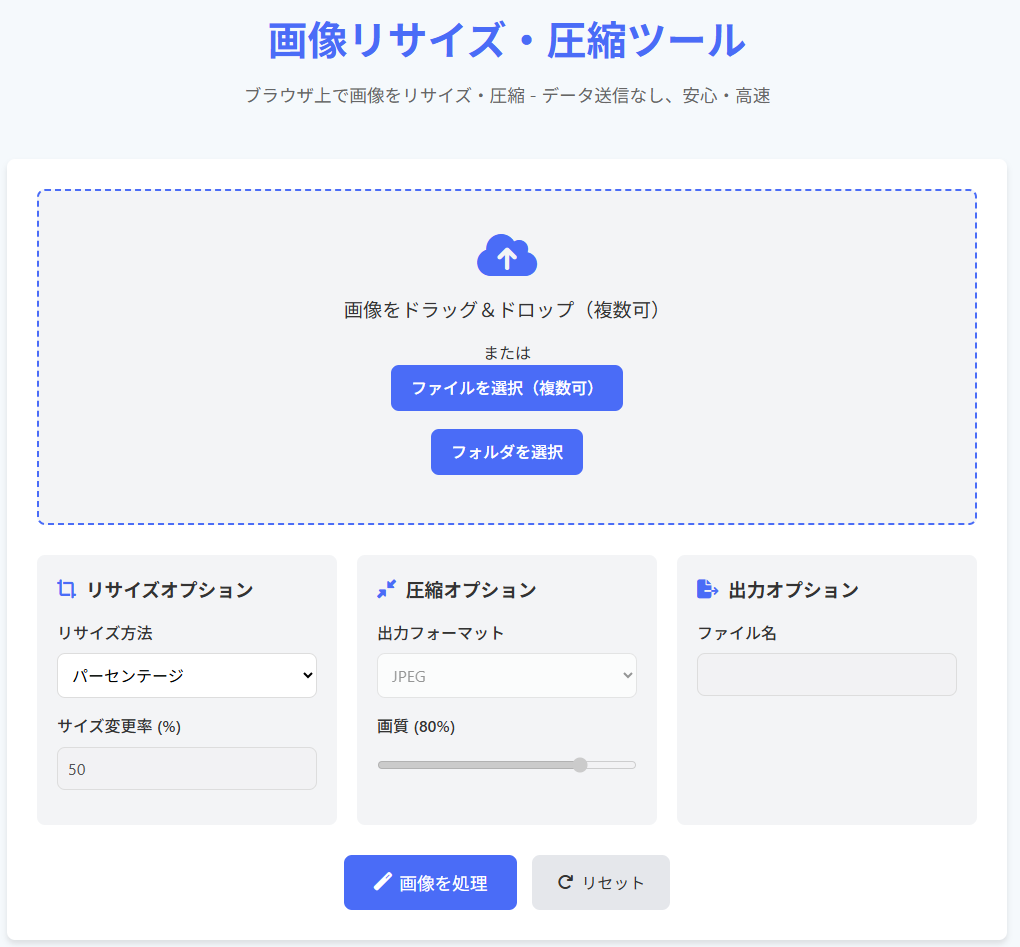 画像リサイズ・圧縮ツール
ブラウザ上で画像をリサイズ・圧縮 - データ送信なし、安心・高速
画像をドラッグ＆ドロップ（複数可）
または
ファイルを選択（複数可）
フォルダを選択
リサイズオプション
リサイズ方法
パーセンテージ
サイズ変更率 (%)
50
圧縮オプション
出力フォーマット
JPEG
画質 (80%)
出力オプション
ファイル名
画像を処理
リセット